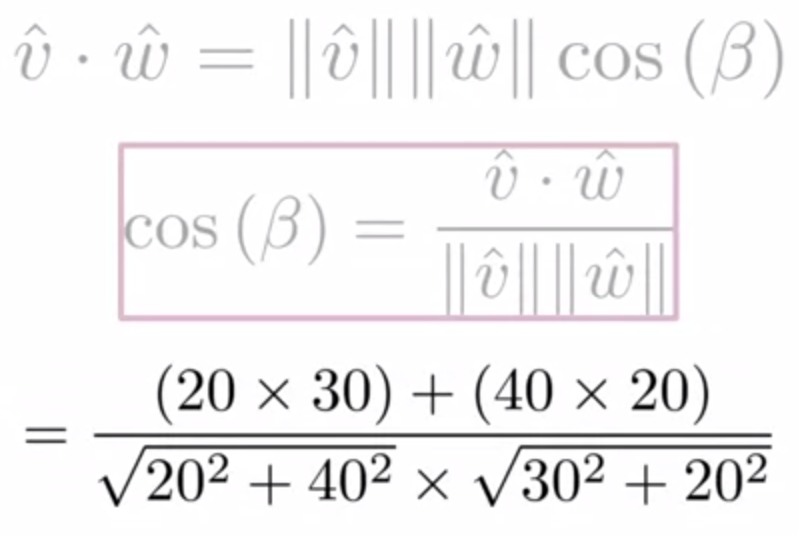 v̂ · ŵ = ||v̂|| ||ŵ|| cos (β)
cos (β) = (v̂ · ŵ) / (||v̂|| ||ŵ||)
= ((20 × 30) + (40 × 20)) / (√(20² + 40²) × √(30² + 20²))